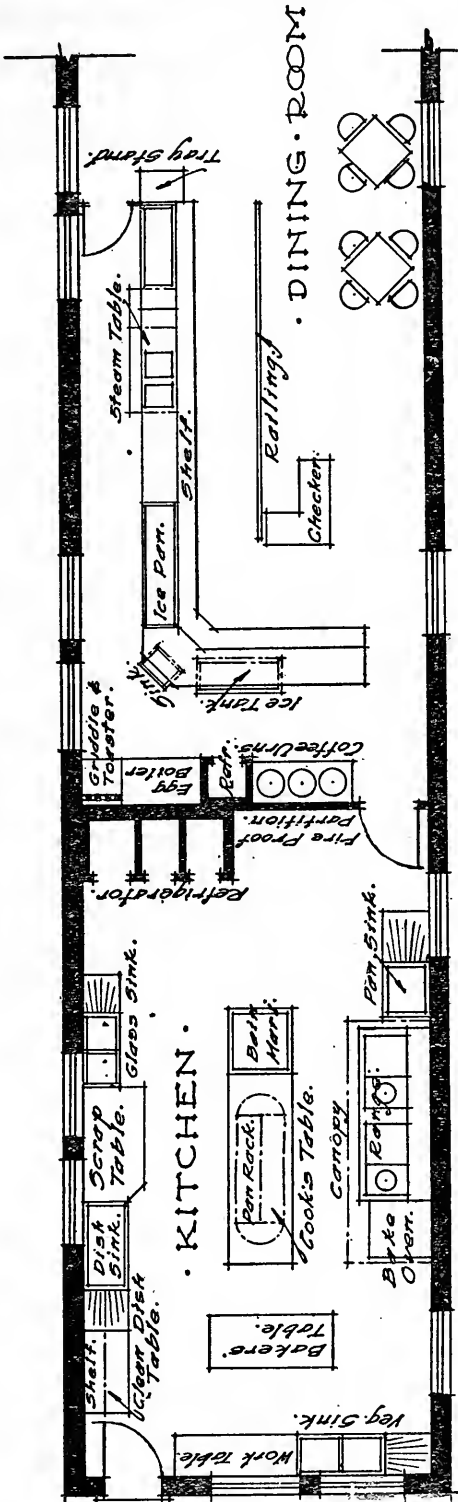 Tray Stand.
DINING · ROOM
Steam Table.
Shelf.
Railing
Checker.
Ice Pan.
Sink.
Ice Tank.
Griddle &
Toaster.
Egg
Boiler
Refr.
Coffee Urns
Fire Proof
Partition.
Refrigerator.
Pan Sink.
Glass Sink.
Scrap
Table.
· KITCHEN ·
Bain
Mari.
Pan Rack.
Cook's Table.
Canopy
Range.
Bake
Oven.
Dish
Sink.
Clean Dish
Table.
Shelf.
Bakers'
Table.
Work Table
Veg. Sink.